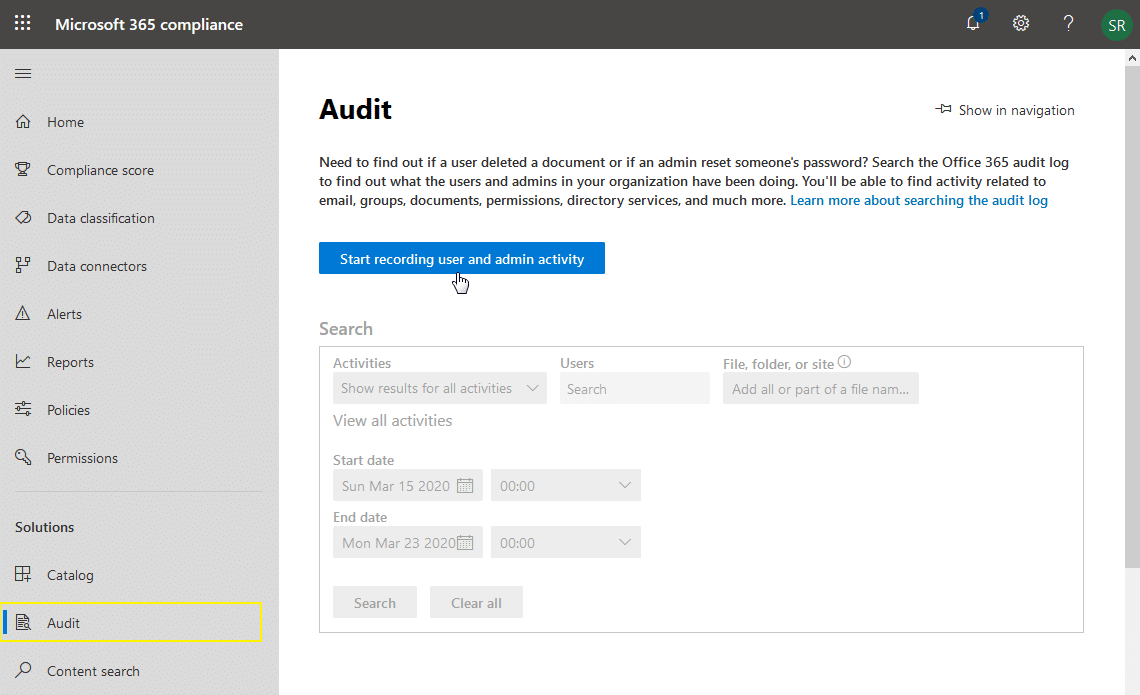 Microsoft 365 compliance
1
SR
Home
Compliance score
Data classification
Data connectors
Alerts
Reports
Policies
Permissions
Solutions
Catalog
Audit
Content search
Audit
Show in navigation
Need to find out if a user deleted a document or if an admin reset someone's password? Search the Office 365 audit log
to find out what the users and admins in your organization have been doing. You'll be able to find activity related to
email, groups, documents, permissions, directory services, and much more. Learn more about searching the audit log
Start recording user and admin activity
Search
Activities
Users
File, folder, or site
Show results for all activities
Search
Add all or part of a file nam...
View all activities
Start date
Sun Mar 15 2020
00:00
End date
Mon Mar 23 2020
00:00
Search
Clear all